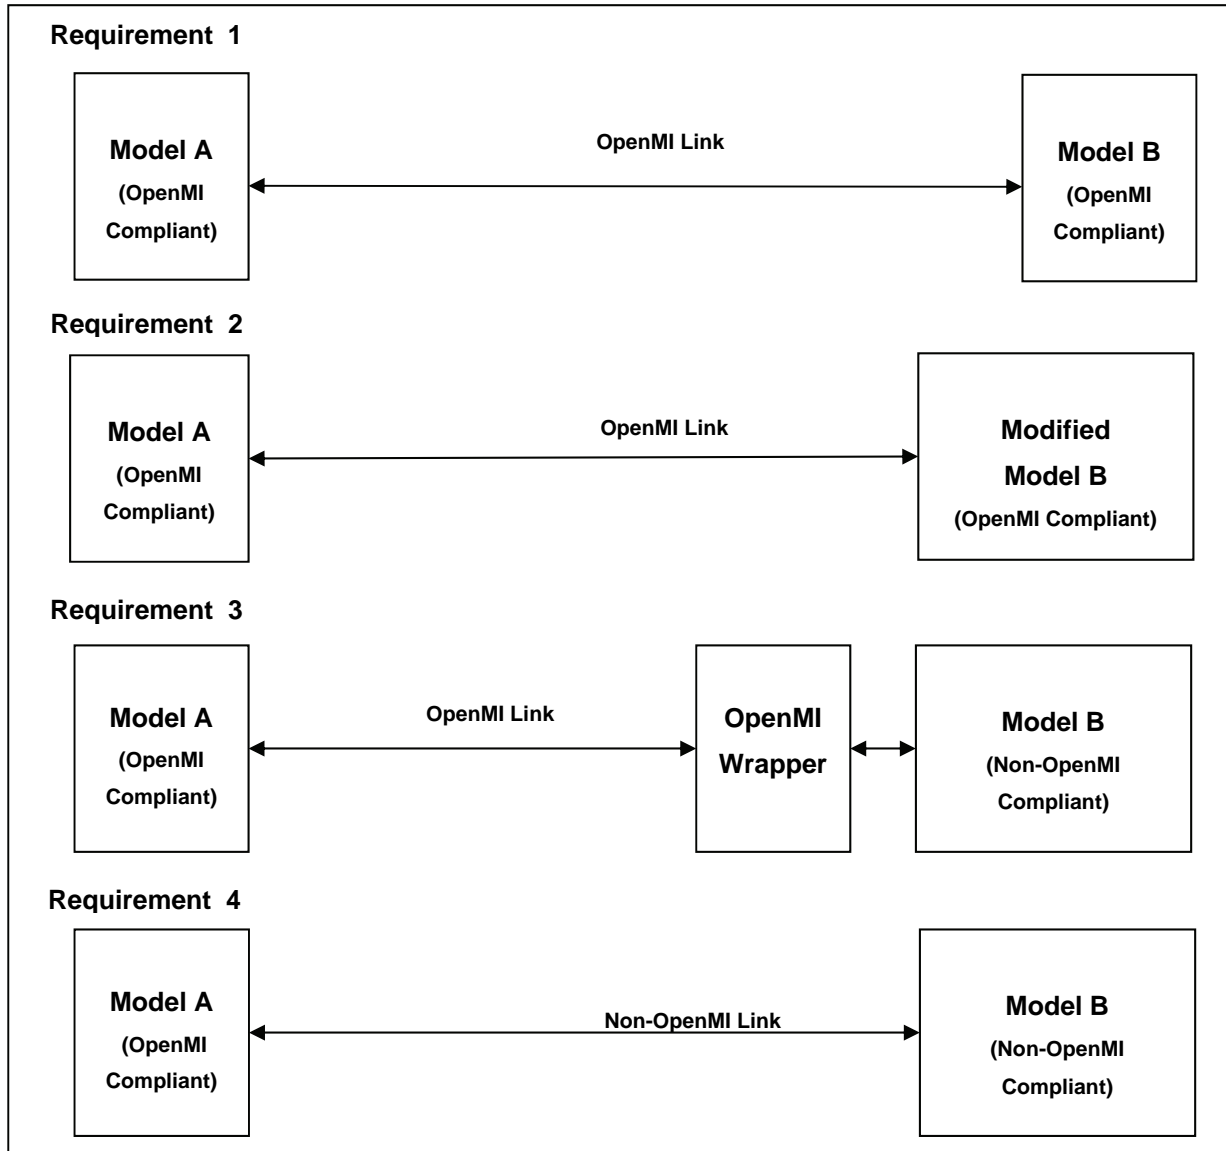 Requirement 1
Model A
(OpenMI
Compliant)
OpenMI Link
Model B
(OpenMI
Compliant)
Requirement 2
Model A
(OpenMI
Compliant)
OpenMI Link
Modified
Model B
(OpenMI Compliant)
Requirement 3
Model A
(OpenMI
Compliant)
OpenMI Link
OpenMI
Wrapper
Model B
(Non-OpenMI
Compliant)
Requirement 4
Model A
(OpenMI
Compliant)
Non-OpenMI Link
Model B
(Non-OpenMI
Compliant)